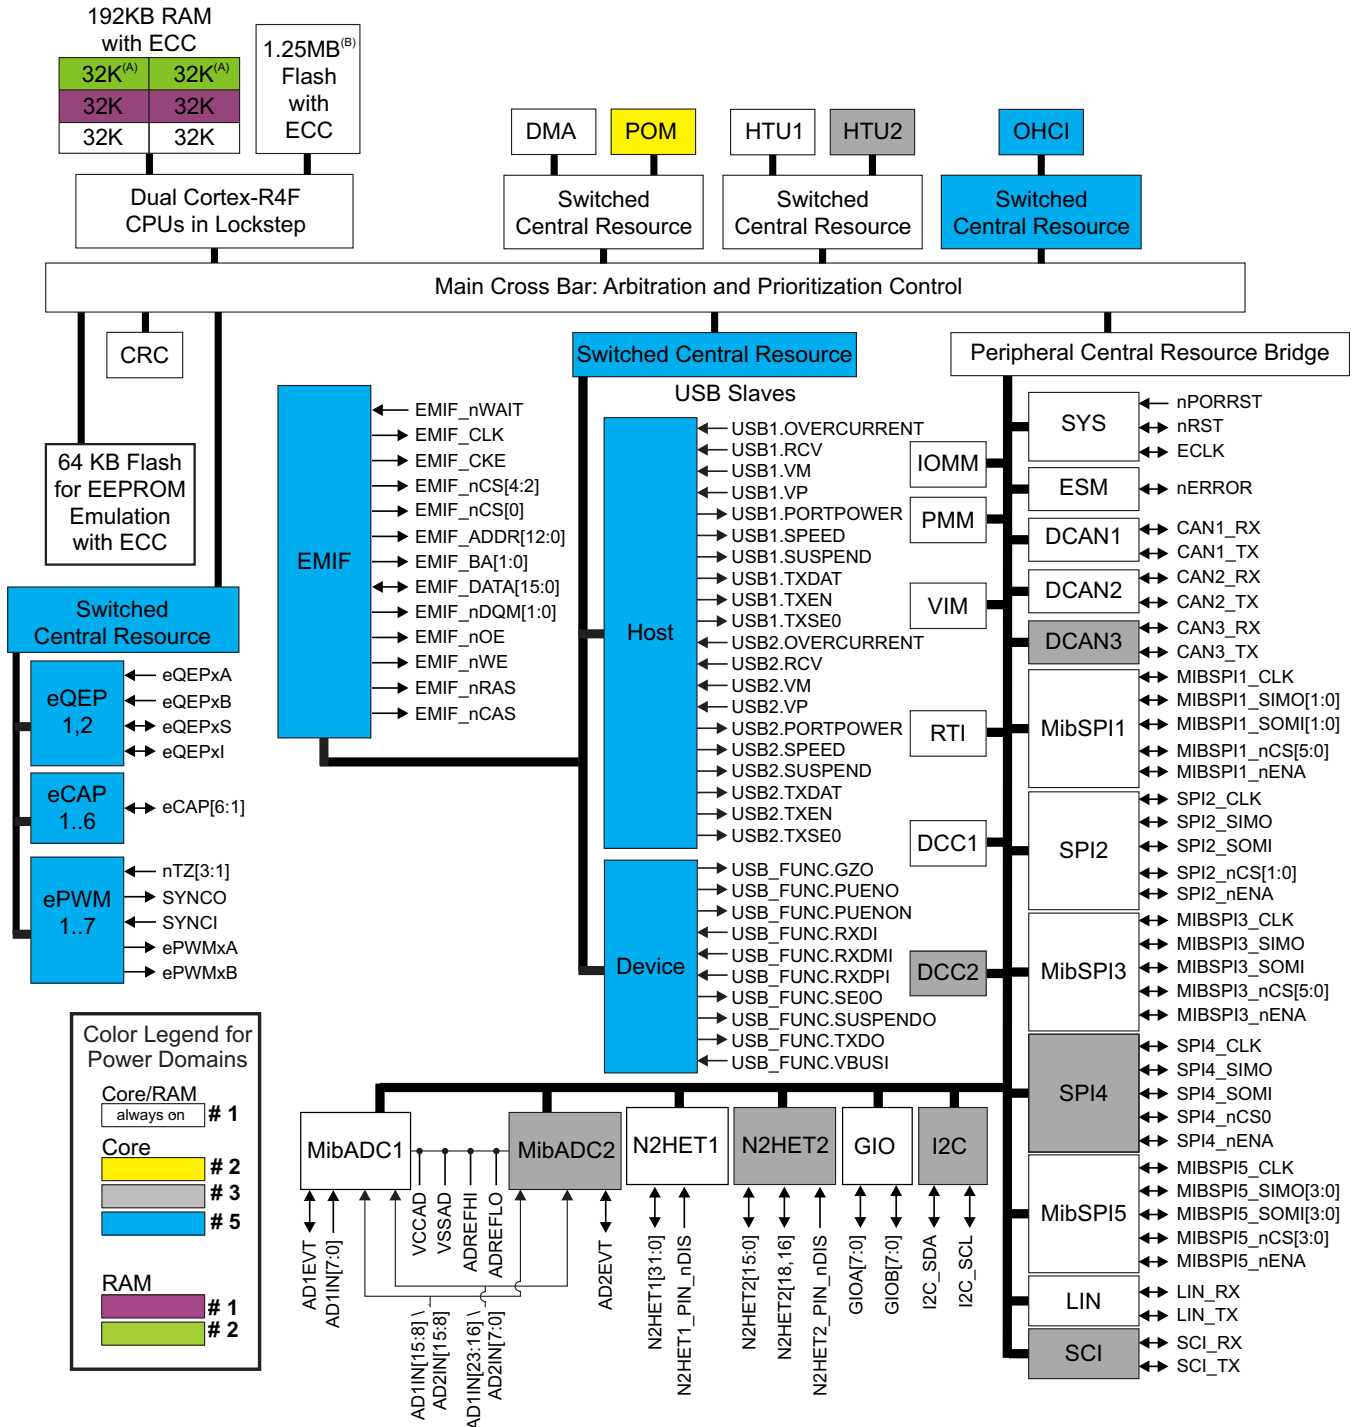 192KB RAM
with ECC
32K(A)
32K(A)
32K
32K
32K
32K
1.25MB(B)
Flash
with
ECC
DMA
POM
HTU1
HTU2
OHCI
Dual Cortex-R4F
CPUs in Lockstep
Switched
Central Resource
Switched
Central Resource
Switched
Central Resource
Main Cross Bar: Arbitration and Prioritization Control
CRC
Switched Central Resource
Peripheral Central Resource Bridge
64 KB Flash
for EEPROM
Emulation
with ECC
Switched
Central Resource
eQEP
1,2
eQEPxA
eQEPxB
eQEPxS
eQEPxI
eCAP
1..6
eCAP[6:1]
ePWM
1..7
nTZ[3:1]
SYNCO
SYNCI
ePWMxA
ePWMxB
EMIF
EMIF_nWAIT
EMIF_CLK
EMIF_CKE
EMIF_nCS[4:2]
EMIF_nCS[0]
EMIF_ADDR[12:0]
EMIF_BA[1:0]
EMIF_DATA[15:0]
EMIF_nDQM[1:0]
EMIF_nOE
EMIF_nWE
EMIF_nRAS
EMIF_nCAS
USB Slaves
Host
USB1.OVERCURRENT
USB1.RCV
USB1.VM
USB1.VP
USB1.PORTPOWER
USB1.SPEED
USB1.SUSPEND
USB1.TXDAT
USB1.TXEN
USB1.TXSE0
USB2.OVERCURRENT
USB2.RCV
USB2.VM
USB2.VP
USB2.PORTPOWER
USB2.SPEED
USB2.SUSPEND
USB2.TXDAT
USB2.TXEN
USB2.TXSE0
Device
USB_FUNC.GZO
USB_FUNC.PUENO
USB_FUNC.PUENON
USB_FUNC.RXDI
USB_FUNC.RXDMI
USB_FUNC.RXDPI
USB_FUNC.SE0O
USB_FUNC.SUSPENDO
USB_FUNC.TXDO
USB_FUNC.VBUSI
IOMM
PMM
VIM
RTI
DCC1
DCC2
SYS
nPORRST
nRST
ECLK
ESM
nERROR
DCAN1
CAN1_RX
CAN1_TX
DCAN2
CAN2_RX
CAN2_TX
DCAN3
CAN3_RX
CAN3_TX
MibSPI1
MIBSPI1_CLK
MIBSPI1_SIMO[1:0]
MIBSPI1_SOMI[1:0]
MIBSPI1_nCS[5:0]
MIBSPI1_nENA
SPI2
SPI2_CLK
SPI2_SIMO
SPI2_SOMI
SPI2_nCS[1:0]
SPI2_nENA
MibSPI3
MIBSPI3_CLK
MIBSPI3_SIMO
MIBSPI3_SOMI
MIBSPI3_nCS[5:0]
MIBSPI3_nENA
SPI4
SPI4_CLK
SPI4_SIMO
SPI4_SOMI
SPI4_nCS0
SPI4_nENA
MibSPI5
MIBSPI5_CLK
MIBSPI5_SIMO[3:0]
MIBSPI5_SOMI[3:0]
MIBSPI5_nCS[3:0]
MIBSPI5_nENA
LIN
LIN_RX
LIN_TX
SCI
SCI_RX
SCI_TX
Color Legend for
Power Domains
Core/RAM
always on
# 1
Core
# 2
# 3
# 5
RAM
# 1
# 2
MibADC1
MibADC2
N2HET1
N2HET2
GIO
I2C
AD1EVT
AD1IN[7:0]
VCCAD
VSSAD
ADREFHI
ADREFLO
AD1IN[15:8] \
AD2IN[15:8]
AD1IN[23:16] \
AD2IN[7:0]
AD2EVT
N2HET1[31:0]
N2HET1_PIN_nDIS
N2HET2[15:0]
N2HET2[18,16]
N2HET2_PIN_nDIS
GIOA[7:0]
GIOB[7:0]
I2C_SDA
I2C_SCL